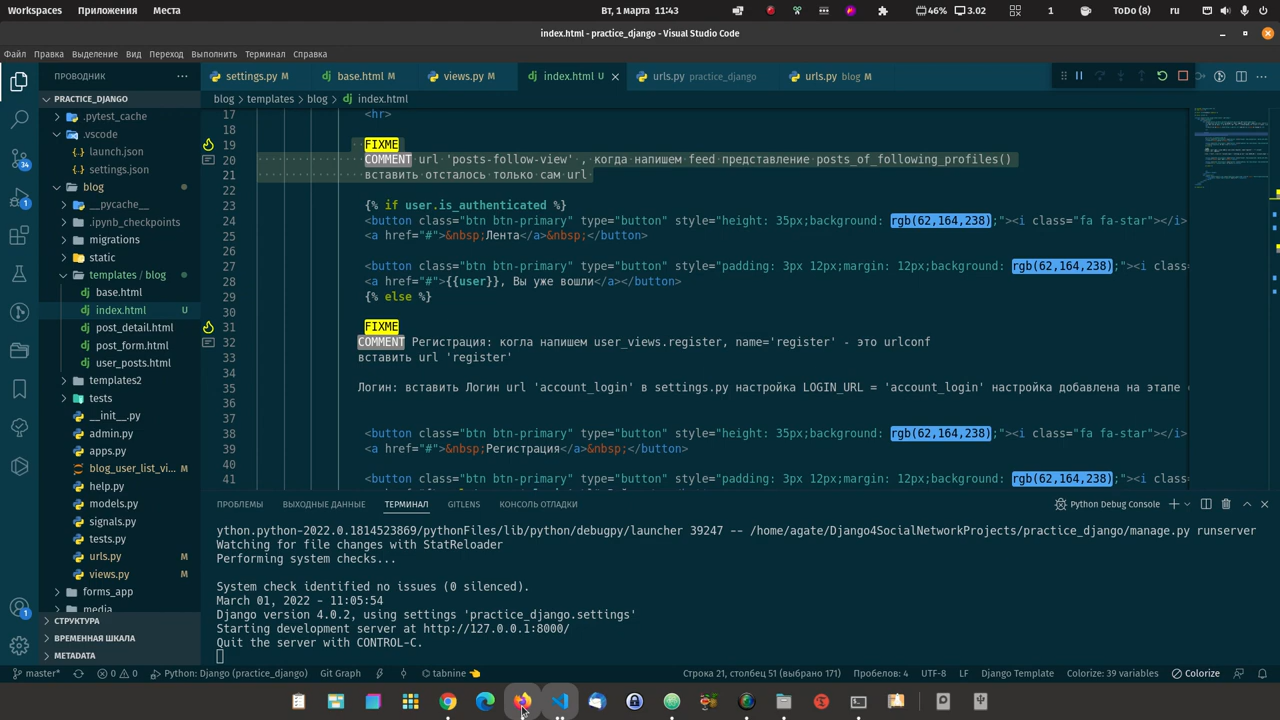 Рабочие столы Приложения Места Вт, 1 марта 11:43 46% 3.02 1 ToDo (8) ru
index.html - practice_django - Visual Studio Code
Файл Правка Выделение Вид Переход Выполнить Терминал Справка
ПРОВОДНИК ··· settings.py M base.html M views.py M index.html U urls.py practice_django urls.py blog M
PRACTICE_DJANGO
.pytest_cache
.vscode
launch.json
settings.json
blog
__pycache__
.ipynb_checkpoints
migrations
static
templates / blog
base.html
index.html U
post_detail.html
post_form.html
user_posts.html
templates2
tests
__init__.py
admin.py
apps.py
blog_user_list_vi...
help.py
models.py
signals.py
tests.py
urls.py M
views.py M
forms_app
media
СТРУКТУРА
ВРЕМЕННАЯ ШКАЛА
METADATA
34
1
1
blog > templates > blog > index.html
17 <hr>
18
19 FIXME
20 COMMENT url 'posts-follow-view' , когда напишем feed представление posts_of_following_profiles()
21 вставить отсталось только сам url
22
23 {% if user.is_authenticated %}
24 <button class="btn btn-primary" type="button" style="height: 35px;background: rgb(62,164,238);"><i class="fa fa-star"></i>
25 <a href="#">&nbsp;Лента</a>&nbsp;</button>
26
27 <button class="btn btn-primary" type="button" style="padding: 3px 12px;margin: 12px;background: rgb(62,164,238);"><i class=
28 <a href="#">{{user}}, Вы уже вошли</a></button>
29 {% else %}
30
31 FIXME
32 COMMENT Регистрация: когла напишем user_views.register, name='register' - это urlconf
33 вставить url 'register'
34
35 Логин: вставить Логин url 'account_login' в settings.py настройка LOGIN_URL = 'account_login' настройка добавлена на этапе
36
37
38 <button class="btn btn-primary" type="button" style="height: 35px;background: rgb(62,164,238);"><i class="fa fa-star"></i>
39 <a href="#">&nbsp;Регистрация</a>&nbsp;</button>
40
41 <button class="btn btn-primary" type="button" style="padding: 3px 12px;margin: 12px;background: rgb(62,164,238);"><i class=
ПРОБЛЕМЫ ВЫХОДНЫЕ ДАННЫЕ ТЕРМИНАЛ GITLENS КОНСОЛЬ ОТЛАДКИ Python Debug Console
ython.python-2022.0.1814523869/pythonFiles/lib/python/debugpy/launcher 39247 -- /home/agate/Django4SocialNetworkProjects/practice_django/manage.py runserver
Watching for file changes with StatReloader
Performing system checks...
System check identified no issues (0 silenced).
March 01, 2022 - 11:05:54
Django version 4.0.2, using settings 'practice_django.settings'
Starting development server at http://127.0.0.1:8000/
Quit the server with CONTROL-C.
master* 0 0 Python: Django (practice_django) Git Graph tabnine Строка 21, столбец 51 (выбрано 171) Пробелов: 4 UTF-8 LF Django Template Colorize: 39 variables Colorize